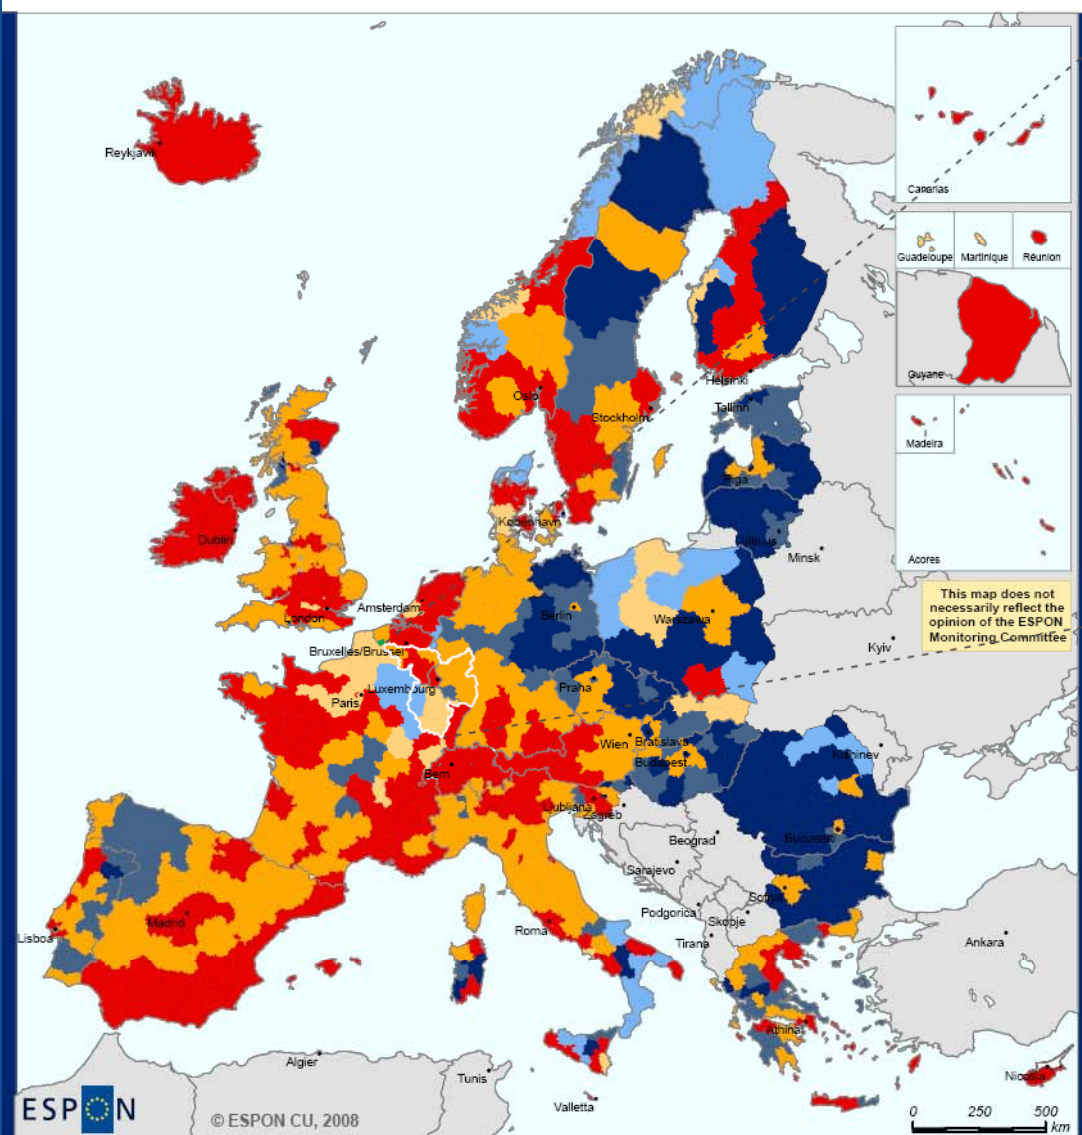 Reykjavik
Canarias
Guadeloupe
Martinique
Réunion
Guyane
Madeira
Acores
This map does not
necessarily reflect the
opinion of the ESPON
Monitoring Committee
Oslo
Helsinki
Tallinn
Stockholm
Riga
København
Vilnius
Minsk
Dublin
Amsterdam
London
Berlin
Warszawa
Kyiv
Bruxelles/Brussel
Luxembourg
Paris
Praha
Wien
Bratislava
Budapest
Kishinev
Bern
Ljubljana
Zagreb
Beograd
Bucuresti
Sarajevo
Sofiya
Podgorica
Skopje
Tirana
Roma
Madrid
Lisboa
Ankara
Athinai
Nicosia
Algier
Tunis
Valletta
ESPON
© ESPON CU, 2008
0 250 500
km